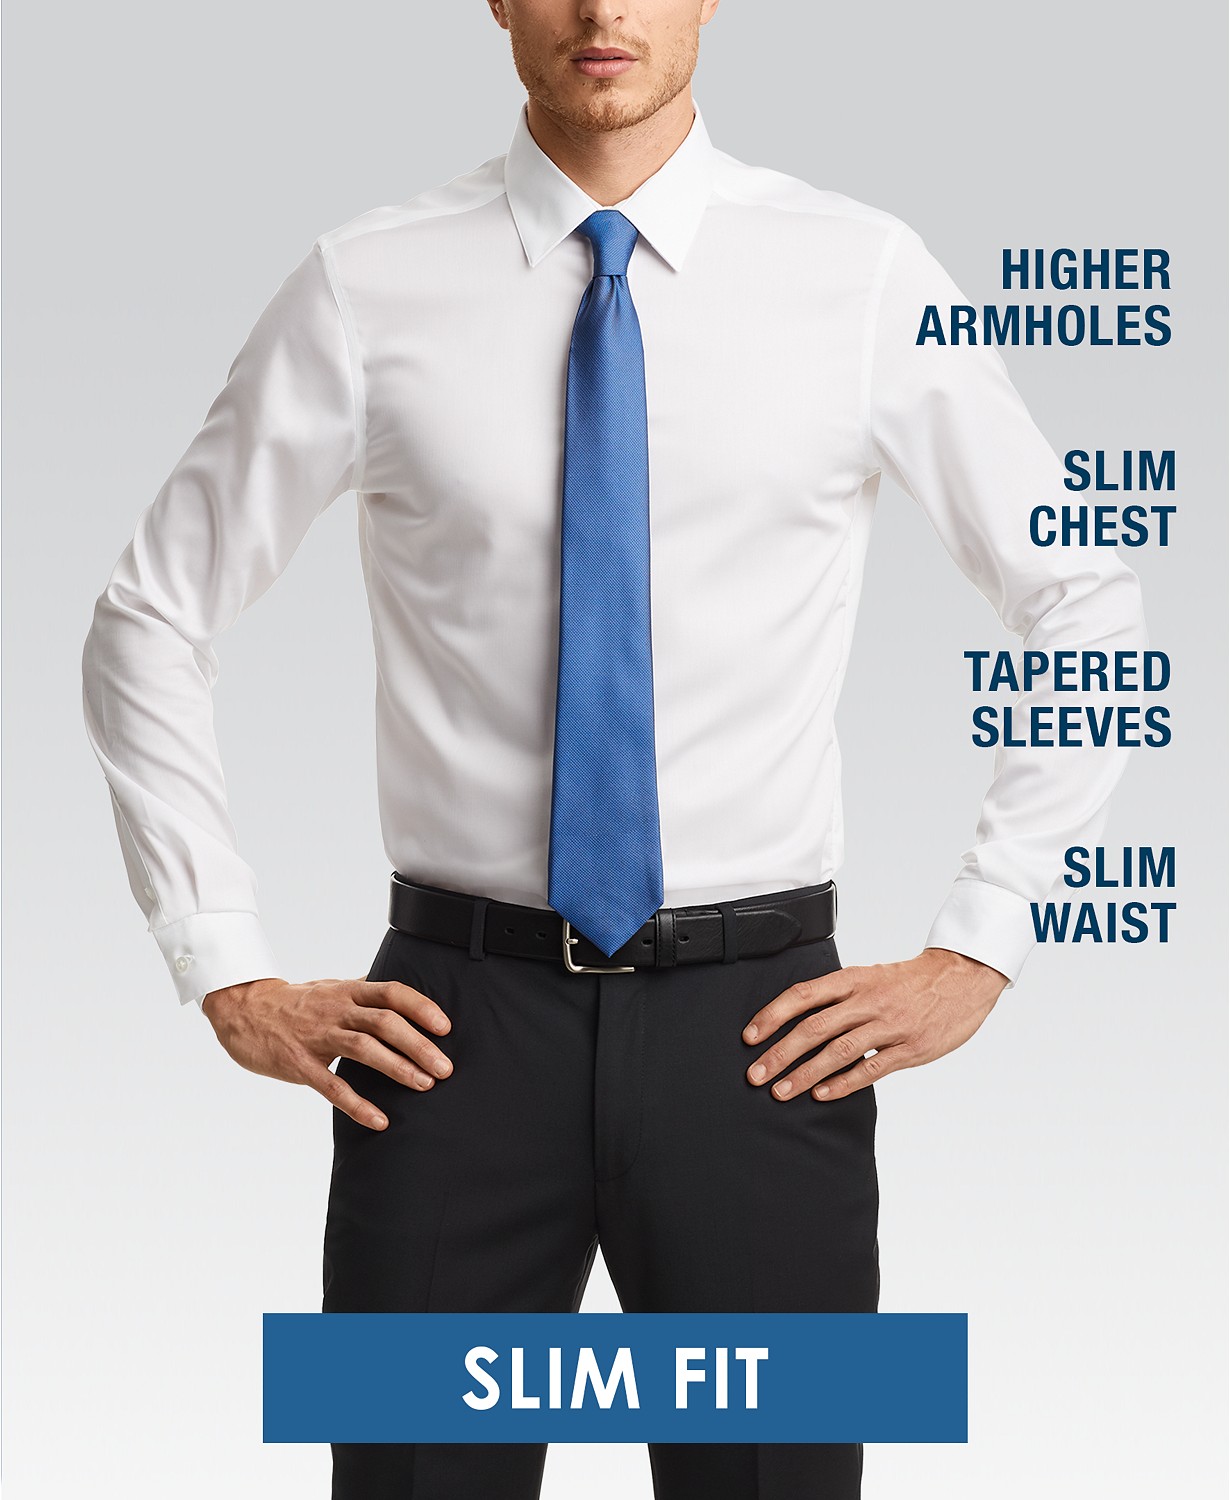 HIGHER
ARMHOLES
SLIM
CHEST
TAPERED
SLEEVES
SLIM
WAIST
SLIM FIT